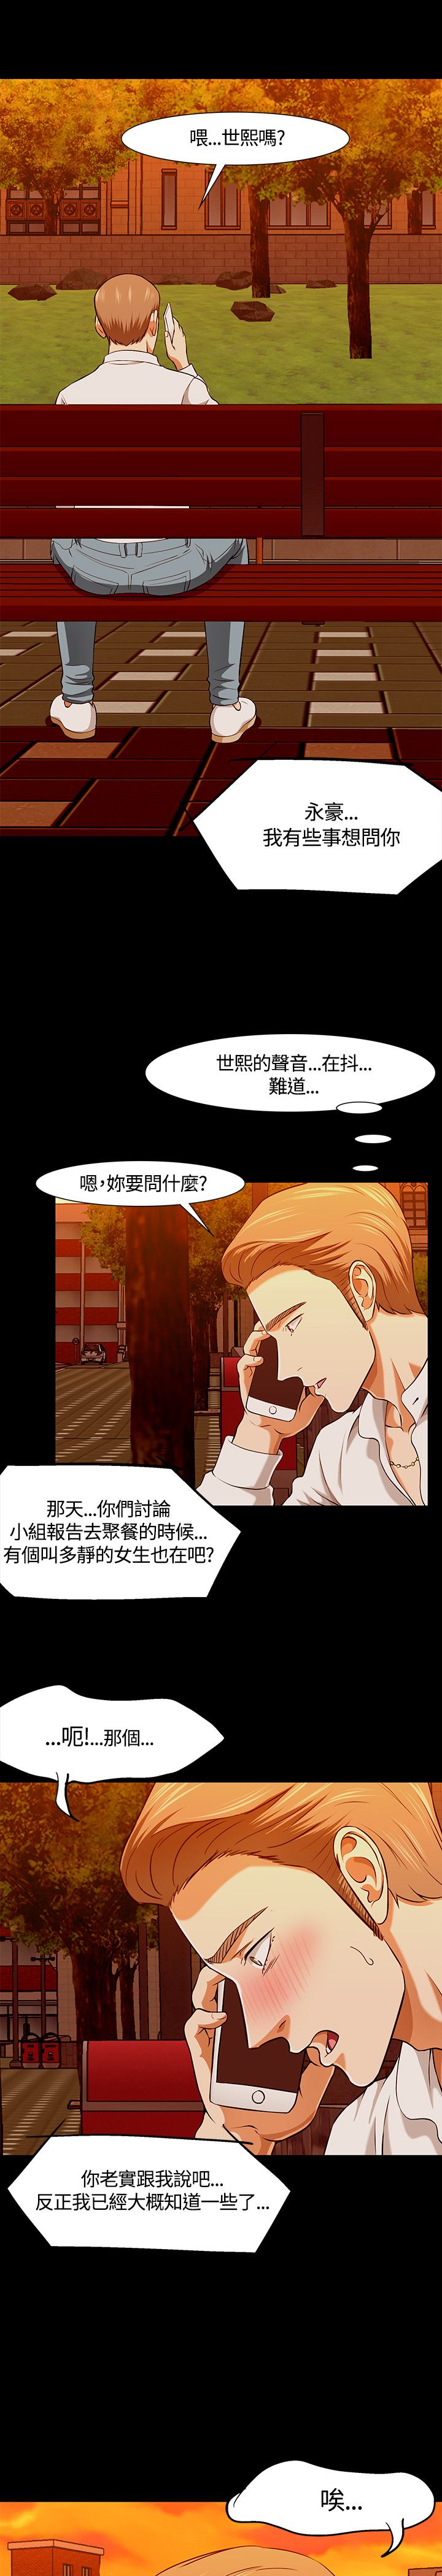 喂...世熙嗎?
永豪...
我有些事想問你
世熙的聲音...在抖...
難道...
嗯,妳要問什麼?
那天...你們討論
小組報告去聚餐的時候...
有個叫多靜的女生也在吧?
...呃!...那個...
你老實跟我說吧...
反正我已經大概知道一些了...
唉...